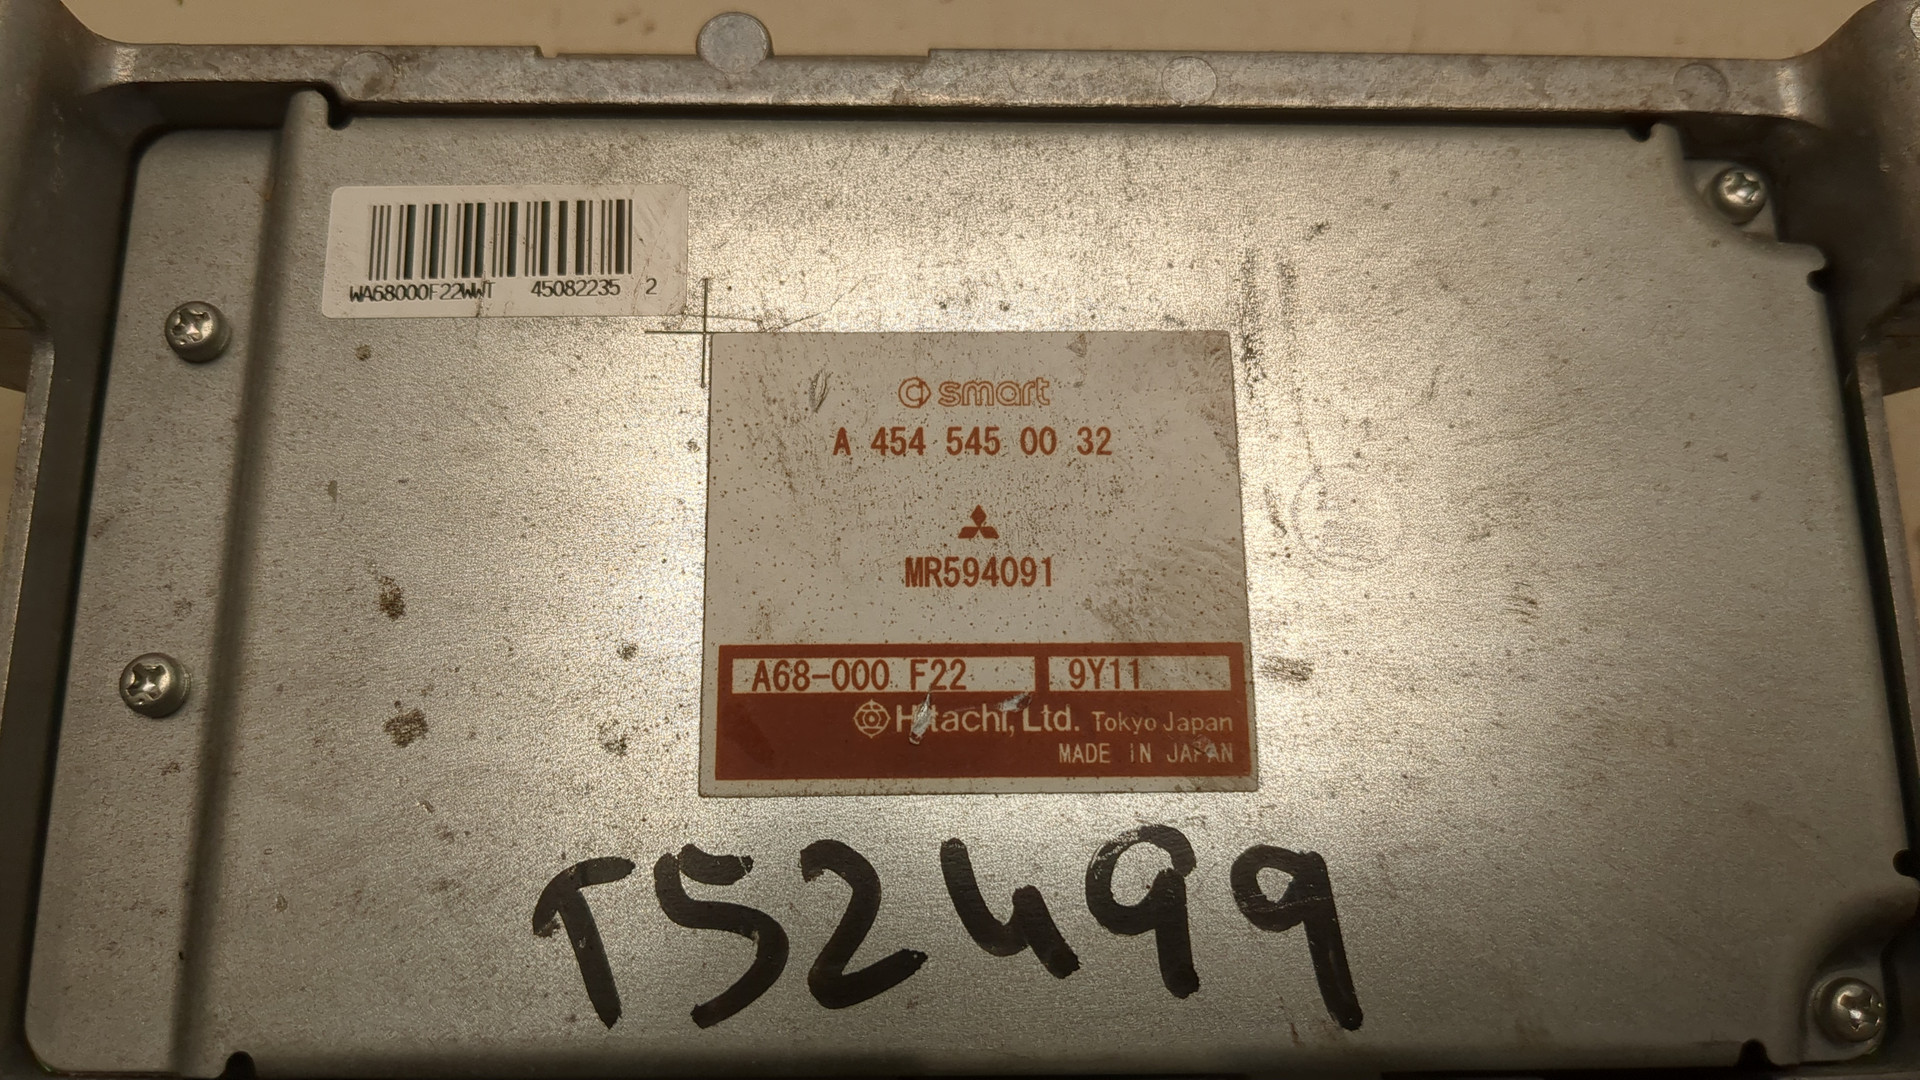 WA68000F22WWT 45082235 2
smart
A 454 545 00 32
MR594091
A68-000 F22 9Y11
Hitachi, Ltd. Tokyo Japan
MADE IN JAPAN
T52499